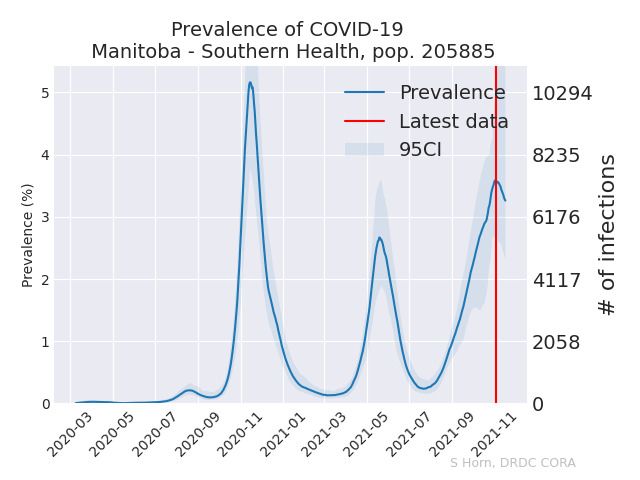 Prevalence of COVID-19
Manitoba - Southern Health, pop. 205885
Prevalence
Latest data
95CI
Prevalence (%)
5
4
3
2
1
0
10294
8235
6176
4117
2058
0
# of infections
2020-03
2020-05
2020-07
2020-09
2020-11
2021-01
2021-03
2021-05
2021-07
2021-09
2021-11
S Horn, DRDC CORA